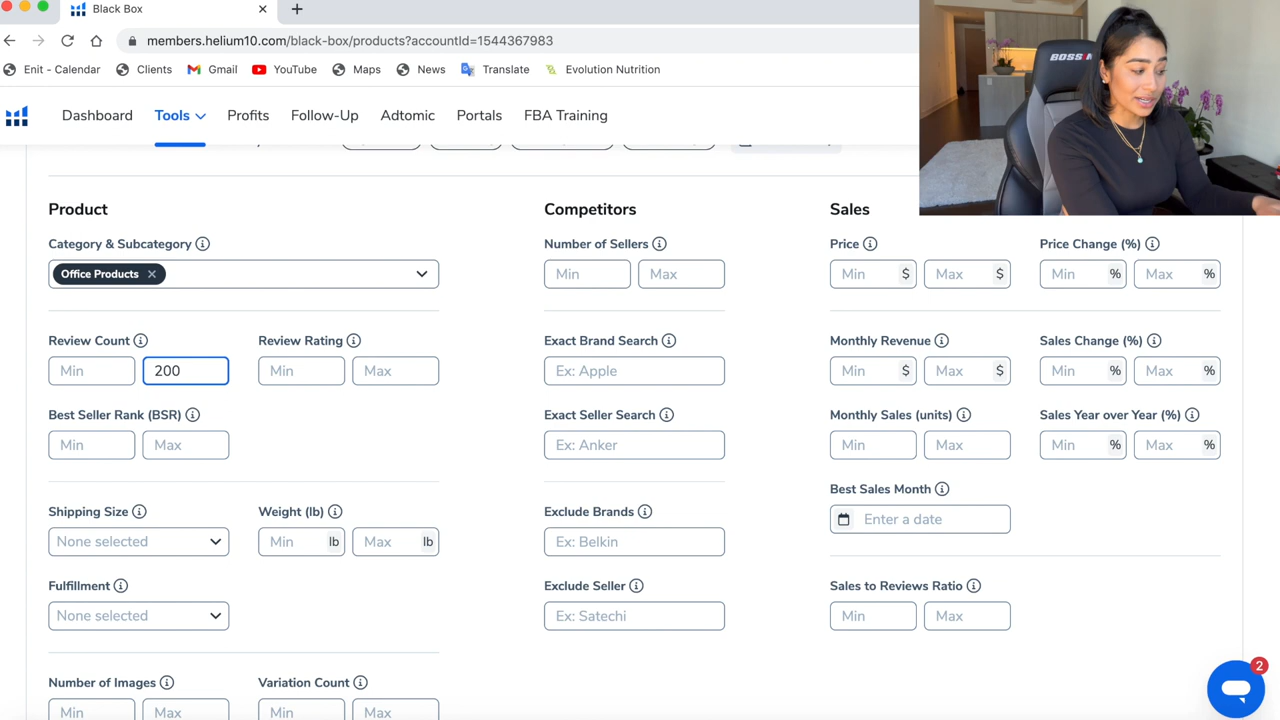 Black Box
members.helium10.com/black-box/products?accountId=1544367983
Enit - Calendar Clients Gmail YouTube Maps News Translate Evolution Nutrition
Dashboard Tools Profits Follow-Up Adtomic Portals FBA Training
BOSS
Product Competitors Sales
Category & Subcategory Number of Sellers Price Price Change (%)
Office Products Min Max Min $ Max $ Min % Max %
Review Count Review Rating Exact Brand Search Monthly Revenue Sales Change (%)
Min 200 Min Max Ex: Apple Min $ Max $ Min % Max %
Best Seller Rank (BSR) Exact Seller Search Monthly Sales (units) Sales Year over Year (%)
Min Max Ex: Anker Min Max Min % Max %
Best Sales Month
Shipping Size Weight (lb) Exclude Brands
Enter a date
None selected Min lb Max lb Ex: Belkin
Fulfillment Exclude Seller Sales to Reviews Ratio
None selected Ex: Satechi Min Max
2
Number of Images Variation Count
Min Max Min Max